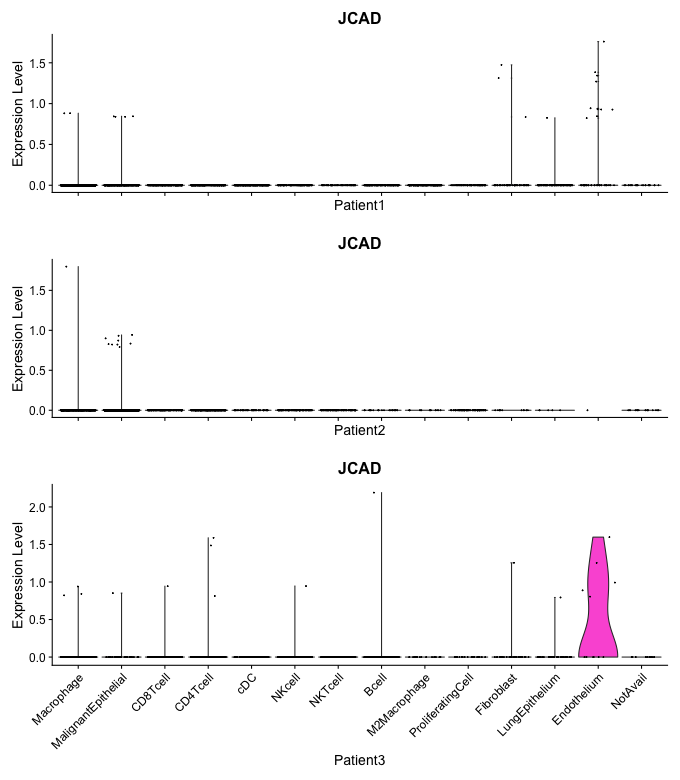 JCAD
Expression Level
1.5
1.0
0.5
0.0
Patient1
JCAD
Expression Level
1.5
1.0
0.5
0.0
Patient2
JCAD
Expression Level
2.0
1.5
1.0
0.5
0.0
Macrophage
MalignantEpithelial
CD8Tcell
CD4Tcell
cDC
NKcell
NKTcell
Bcell
M2Macrophage
ProliferatingCell
Fibroblast
LungEpithelium
Endothelium
NotAvail
Patient3